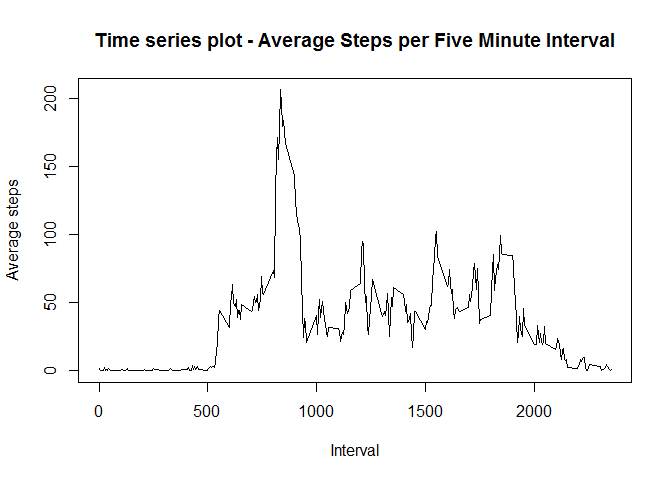 Time series plot - Average Steps per Five Minute Interval
Average steps
200
150
100
50
0
0 500 1000 1500 2000
Interval